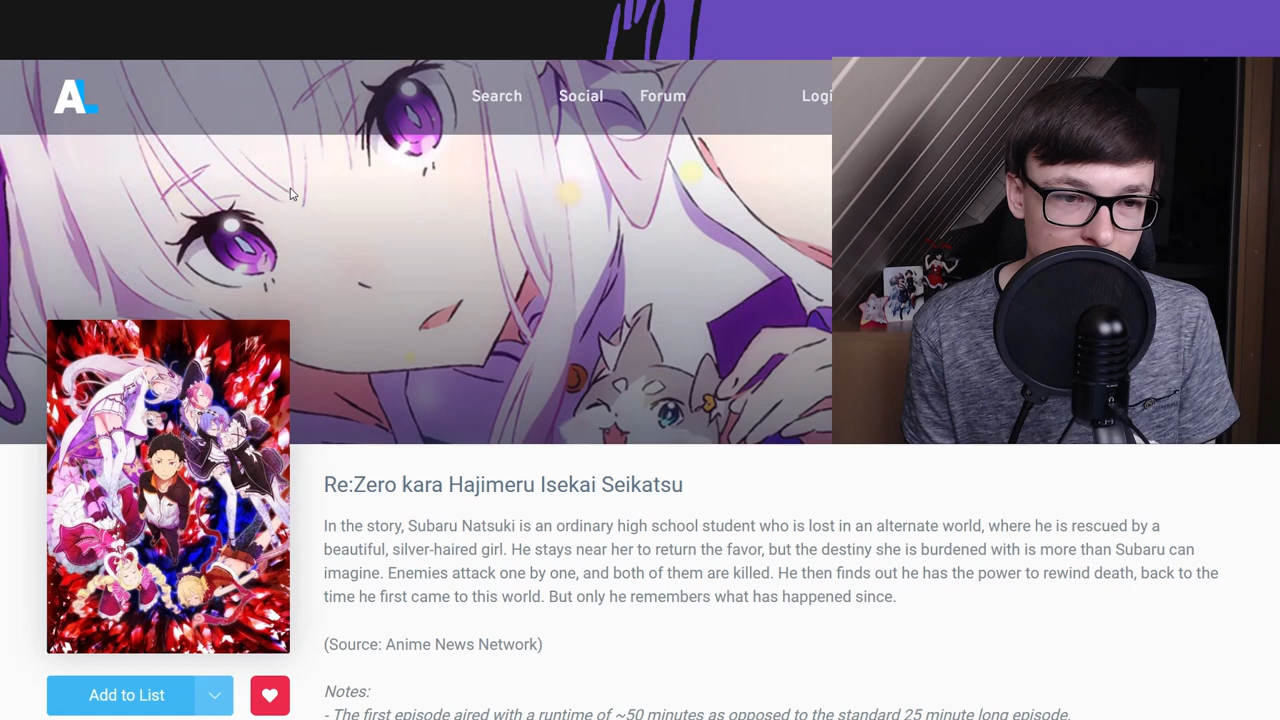 AL
Search Social Forum Logi
Re:Zero kara Hajimeru Isekai Seikatsu
In the story, Subaru Natsuki is an ordinary high school student who is lost in an alternate world, where he is rescued by a
beautiful, silver-haired girl. He stays near her to return the favor, but the destiny she is burdened with is more than Subaru can
imagine. Enemies attack one by one, and both of them are killed. He then finds out he has the power to rewind death, back to the
time he first came to this world. But only he remembers what has happened since.
(Source: Anime News Network)
Add to List
Notes:
- The first episode aired with a runtime of ~50 minutes as opposed to the standard 25 minute long episode.